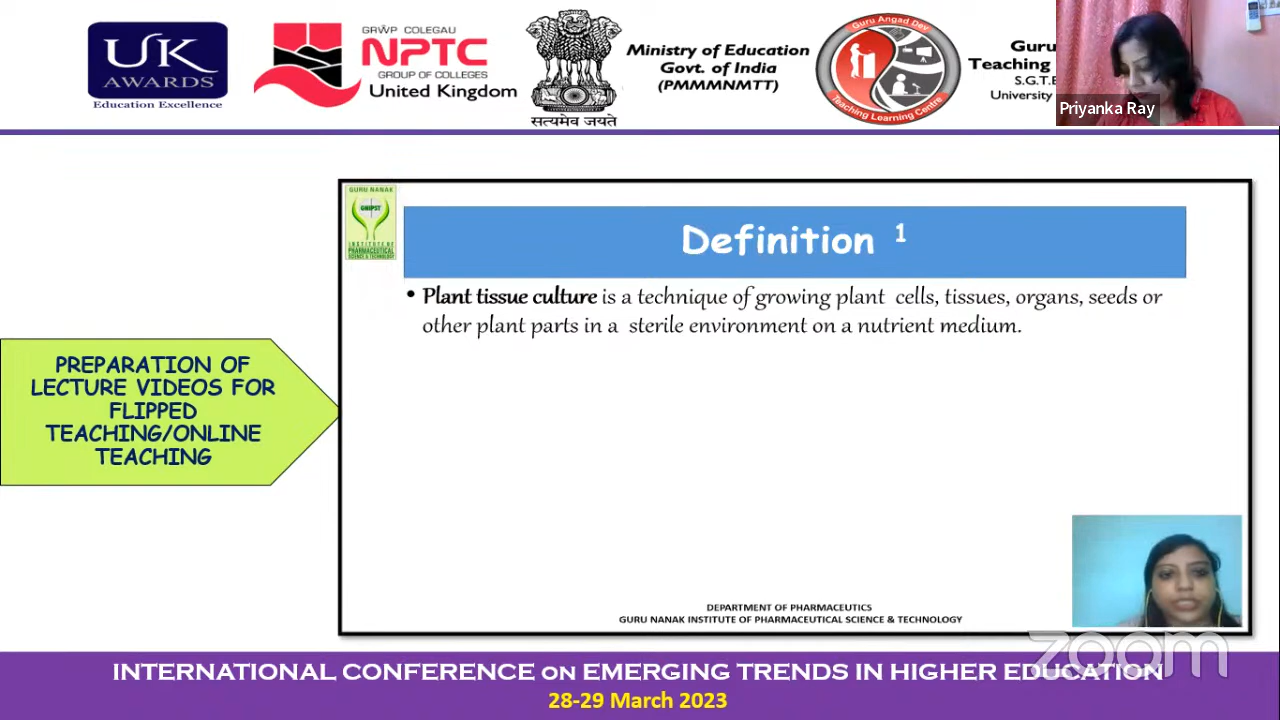 UK
AWARDS
Education Excellence
GRŴP COLEGAU
NPTC
GROUP OF COLLEGES
United Kingdom
सत्यमेव जयते
Ministry of Education
Govt. of India
(PMMMNMTT)
Guru Angad Dev
Teaching Learning Centre
Guru
Teaching
S.G.T.B
University
Priyanka Ray
GURU NANAK
GNIPST
INSTITUTE OF
PHARMACEUTICAL
SCIENCE & TECHNOLOGY
Definition 1
• Plant tissue culture is a technique of growing plant cells, tissues, organs, seeds or
other plant parts in a sterile environment on a nutrient medium.
PREPARATION OF
LECTURE VIDEOS FOR
FLIPPED
TEACHING/ONLINE
TEACHING
DEPARTMENT OF PHARMACEUTICS
GURU NANAK INSTITUTE OF PHARMACEUTICAL SCIENCE & TECHNOLOGY
zoom
INTERNATIONAL CONFERENCE on EMERGING TRENDS IN HIGHER EDUCATION
28-29 March 2023